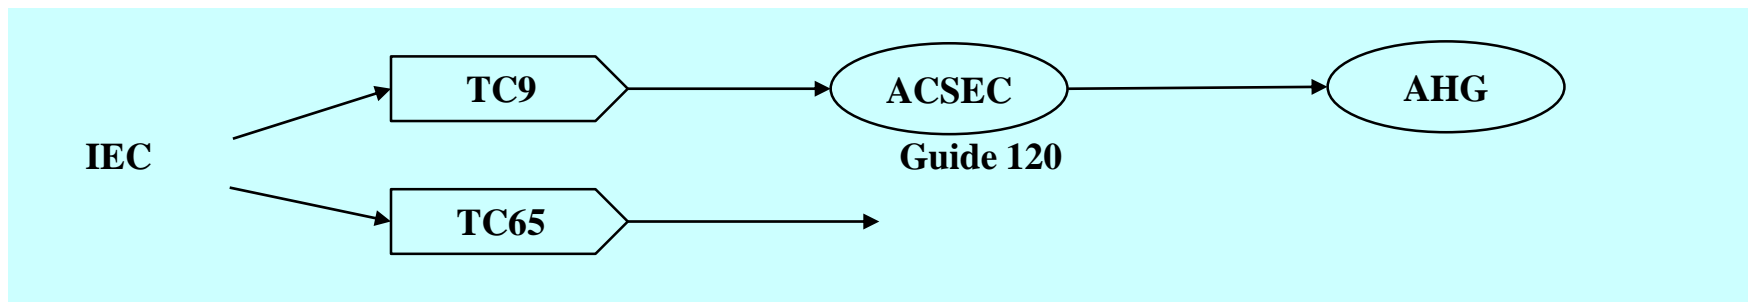 TC9
ACSEC
AHG
IEC
Guide 120
TC65